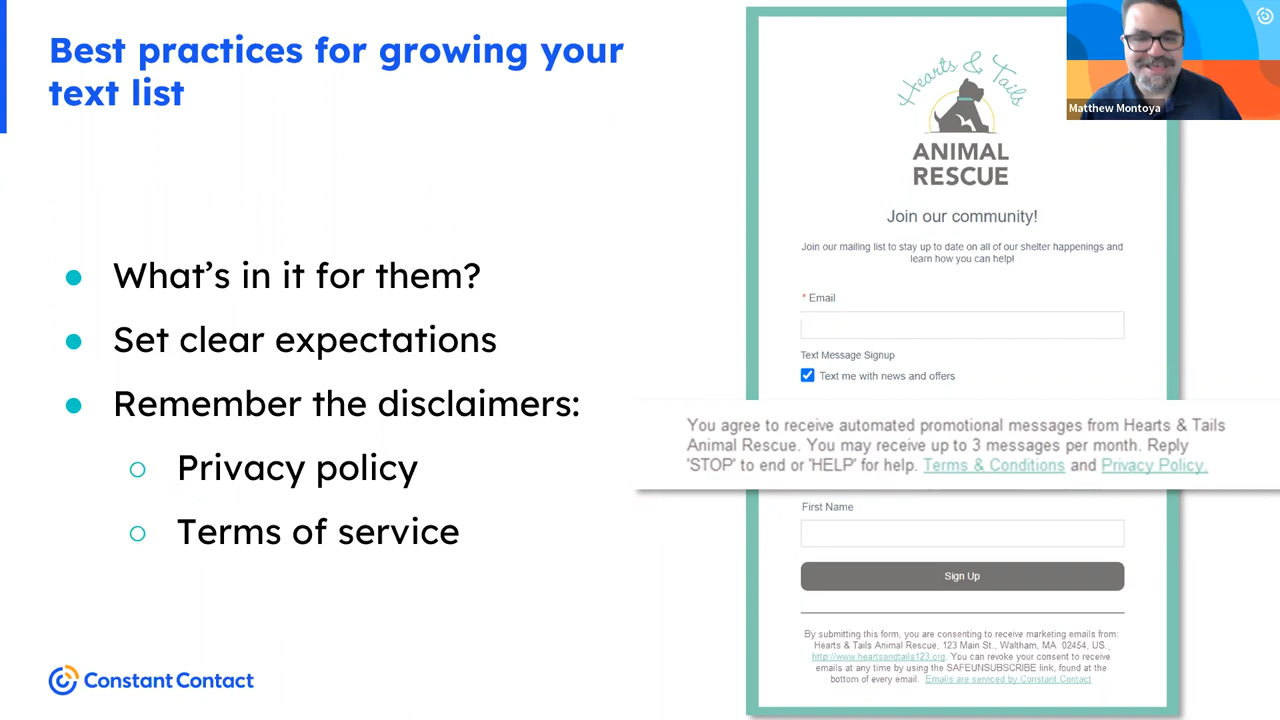 Best practices for growing your
text list
What's in it for them?
Set clear expectations
Remember the disclaimers:
Privacy policy
Terms of service
Constant Contact
Matthew Montoya
Hearts & Tails
ANIMAL
RESCUE
Join our community!
Join our mailing list to stay up to date on all of our shelter happenings and
learn how you can help!
* Email
Text Message Signup
Text me with news and offers
You agree to receive automated promotional messages from Hearts & Tails
Animal Rescue. You may receive up to 3 messages per month. Reply
'STOP' to end or 'HELP' for help. Terms & Conditions and Privacy Policy.
First Name
Sign Up
By submitting this form, you are consenting to receive marketing emails from:
Hearts & Tails Animal Rescue, 123 Main St., Waltham, MA 02454, US.,
http://www.heartsandtails123.org. You can revoke your consent to receive
emails at any time by using the SAFEUNSUBSCRIBE link, found at the
bottom of every email. Emails are serviced by Constant Contact